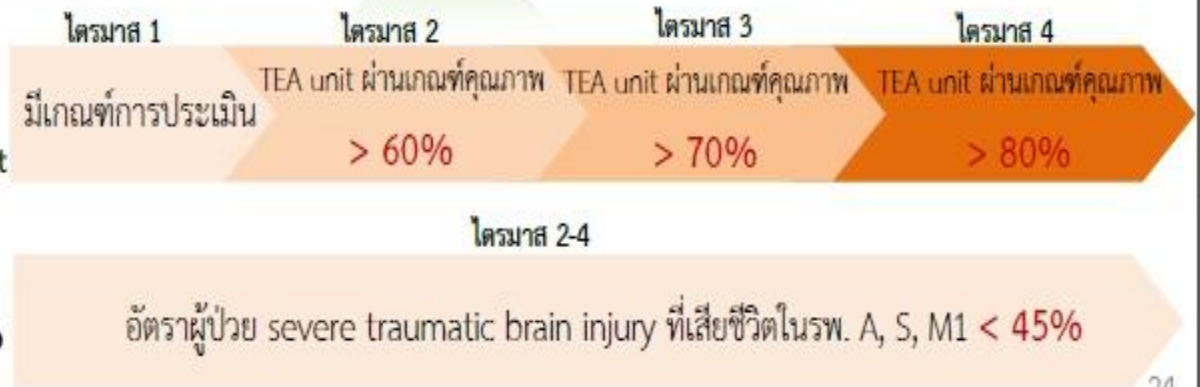 ไตรมาส 1
ไตรมาส 2
ไตรมาส 3
ไตรมาส 4
มีเกณฑ์การประเมิน
TEA unit ผ่านเกณฑ์คุณภาพ
> 60%
TEA unit ผ่านเกณฑ์คุณภาพ
> 70%
TEA unit ผ่านเกณฑ์คุณภาพ
> 80%
ไตรมาส 2-4
อัตราผู้ป่วย severe traumatic brain injury ที่เสียชีวิตในรพ. A, S, M1 < 45%